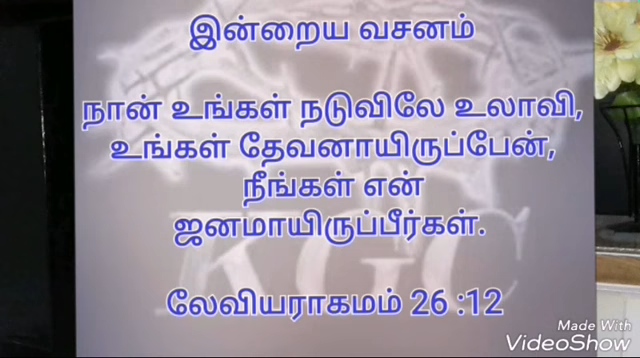 இன்றைய வசனம்
நான் உங்கள் நடுவிலே உலாவி,
உங்கள் தேவனாயிருப்பேன்,
நீங்கள் என்
ஜனமாயிருப்பீர்கள்.
KGC
லேவியராகமம் 26 :12
Made With
VideoShow